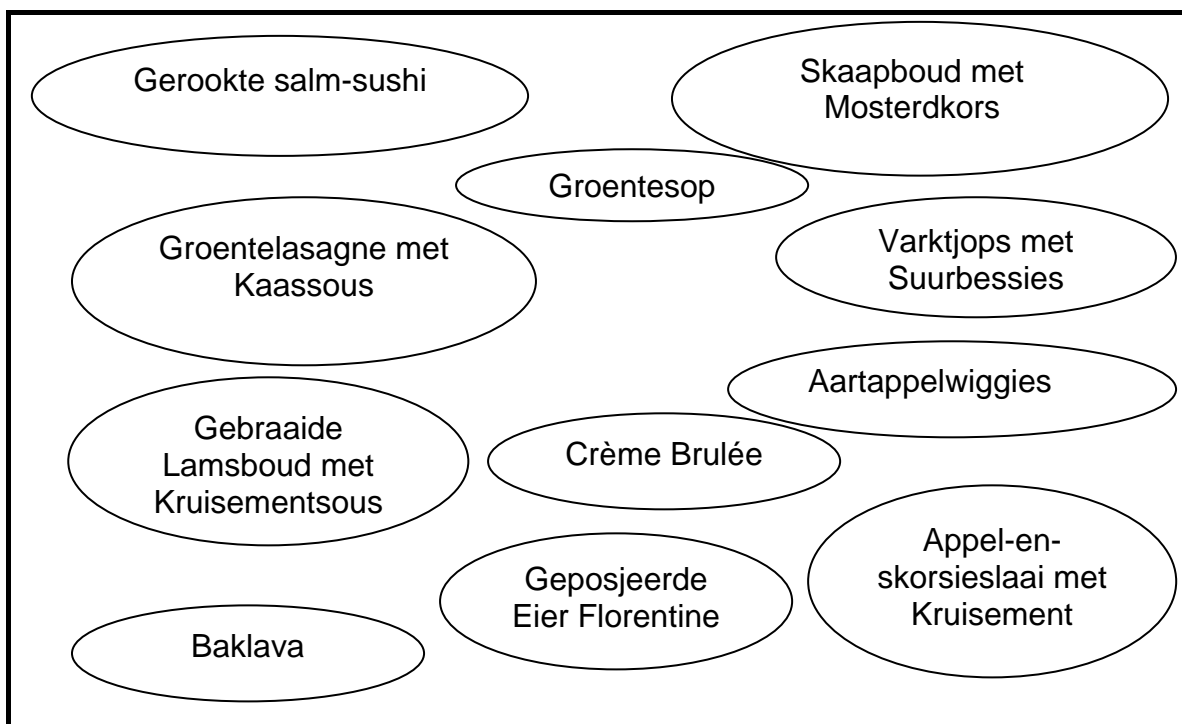 Gerookte salm-sushi
Skaapboud met
Mosterdkors
Groentesop
Groentelasagne met
Kaassous
Varktjops met
Suurbessies
Aartappelwiggies
Gebraaide
Lamsboud met
Kruisementsous
Crème Brulée
Appel-en-
skorsieslaai met
Kruisement
Geposjeerde
Eier Florentine
Baklava